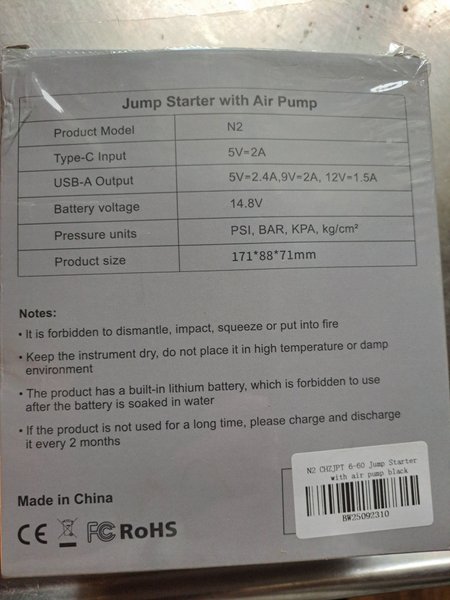 Jump Starter with Air Pump
Product Model N2
Type-C Input 5V=2A
USB-A Output 5V=2.4A,9V=2A, 12V=1.5A
Battery voltage 14.8V
Pressure units PSI, BAR, KPA, kg/cm²
Product size 171*88*71mm
Notes:
• It is forbidden to dismantle, impact, squeeze or put into fire
• Keep the instrument dry, do not place it in high temperature or damp
environment
• The product has a built-in lithium battery, which is forbidden to use
after the battery is soaked in water
• If the product is not used for a long time, please charge and discharge
it every 2 months
N2 CHZJPT 6-60 Jump Starter
with air pump black
BW25092310
Made in China
CE FC RoHS